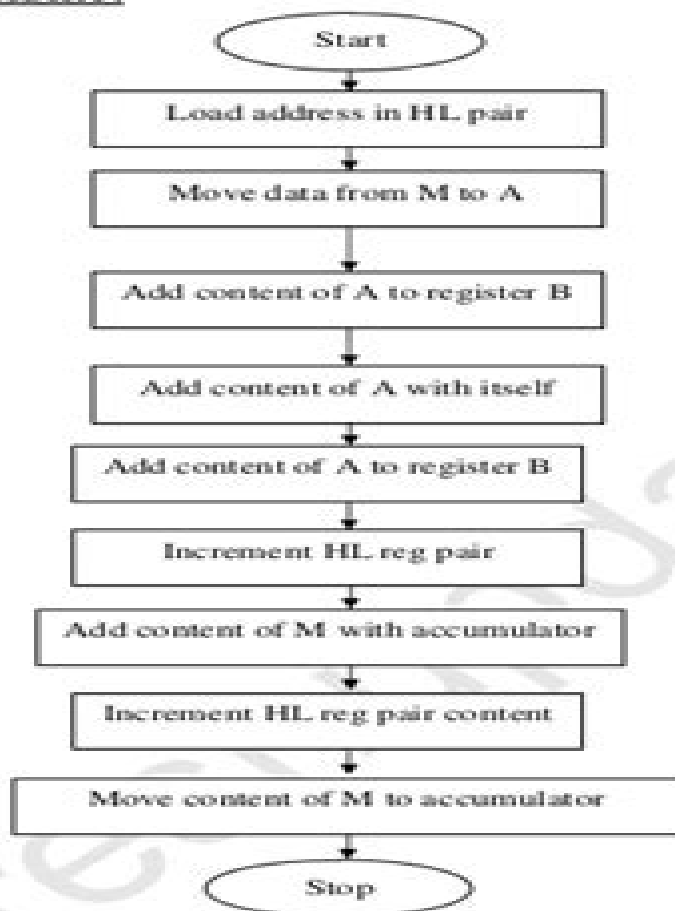 Start
Load address in HL pair
Move data from M to A
Add content of A to register B
Add content of A with itself
Add content of A to register B
Increment HL reg pair
Add content of M with accumulator
Increment HL reg pair content
Move content of M to accumulator
Stop